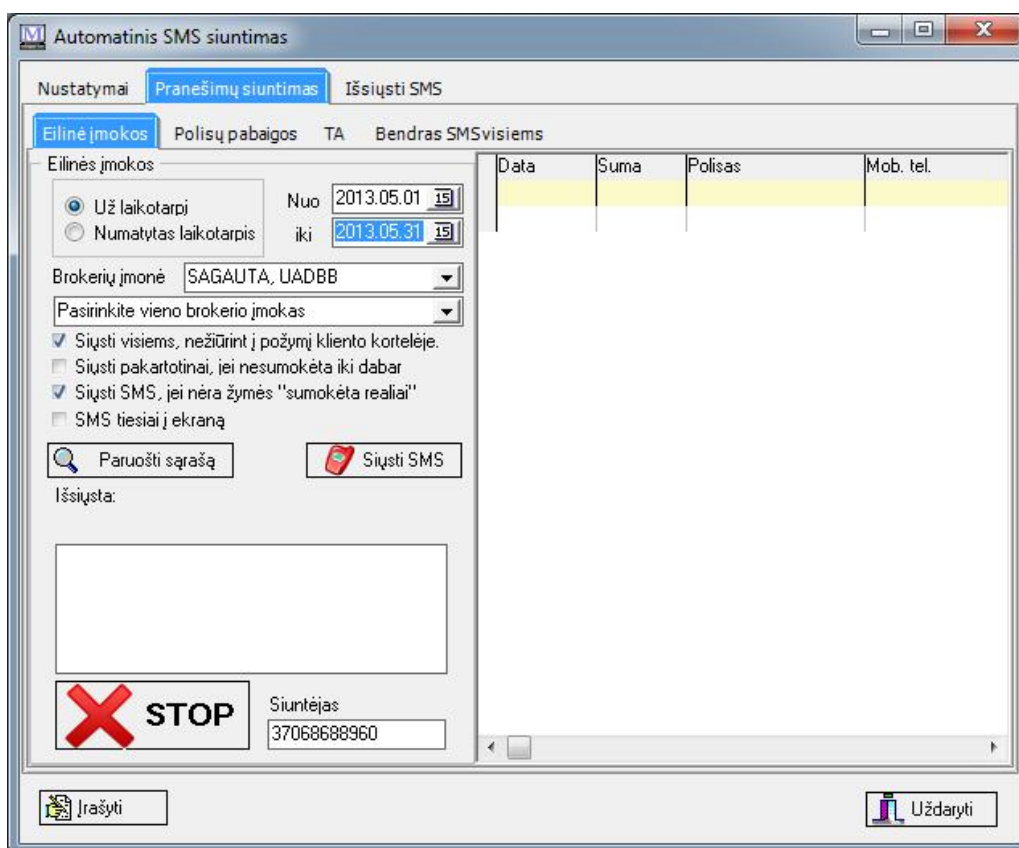 Automatinis SMS siuntimas
Nustatymai Pranešimų siuntimas Išsiųsti SMS
Eilinė įmokos Polisų pabaigos TA Bendras SMSvisiems
Eilinės įmokos
Už laikotarpį
Numatytas laikotarpis
Nuo 2013.05.01 15
iki 2013.05.31 15
Brokerių įmonė SAGAUTA, UADBB
Pasirinkite vieno brokerio įmokas
Siųsti visiems, nežiūrint į požymį kliento kortelėje.
Siųsti pakartotinai, jei nesumokėta iki dabar
Siųsti SMS, jei nėra žymės "sumokėta realiai"
SMS tiesiai į ekraną
Paruošti sąrašą Siųsti SMS
Išsiųsta:
STOP
Siuntėjas
37068688960
Data Suma Polisas Mob. tel.
Įrašyti Uždaryti